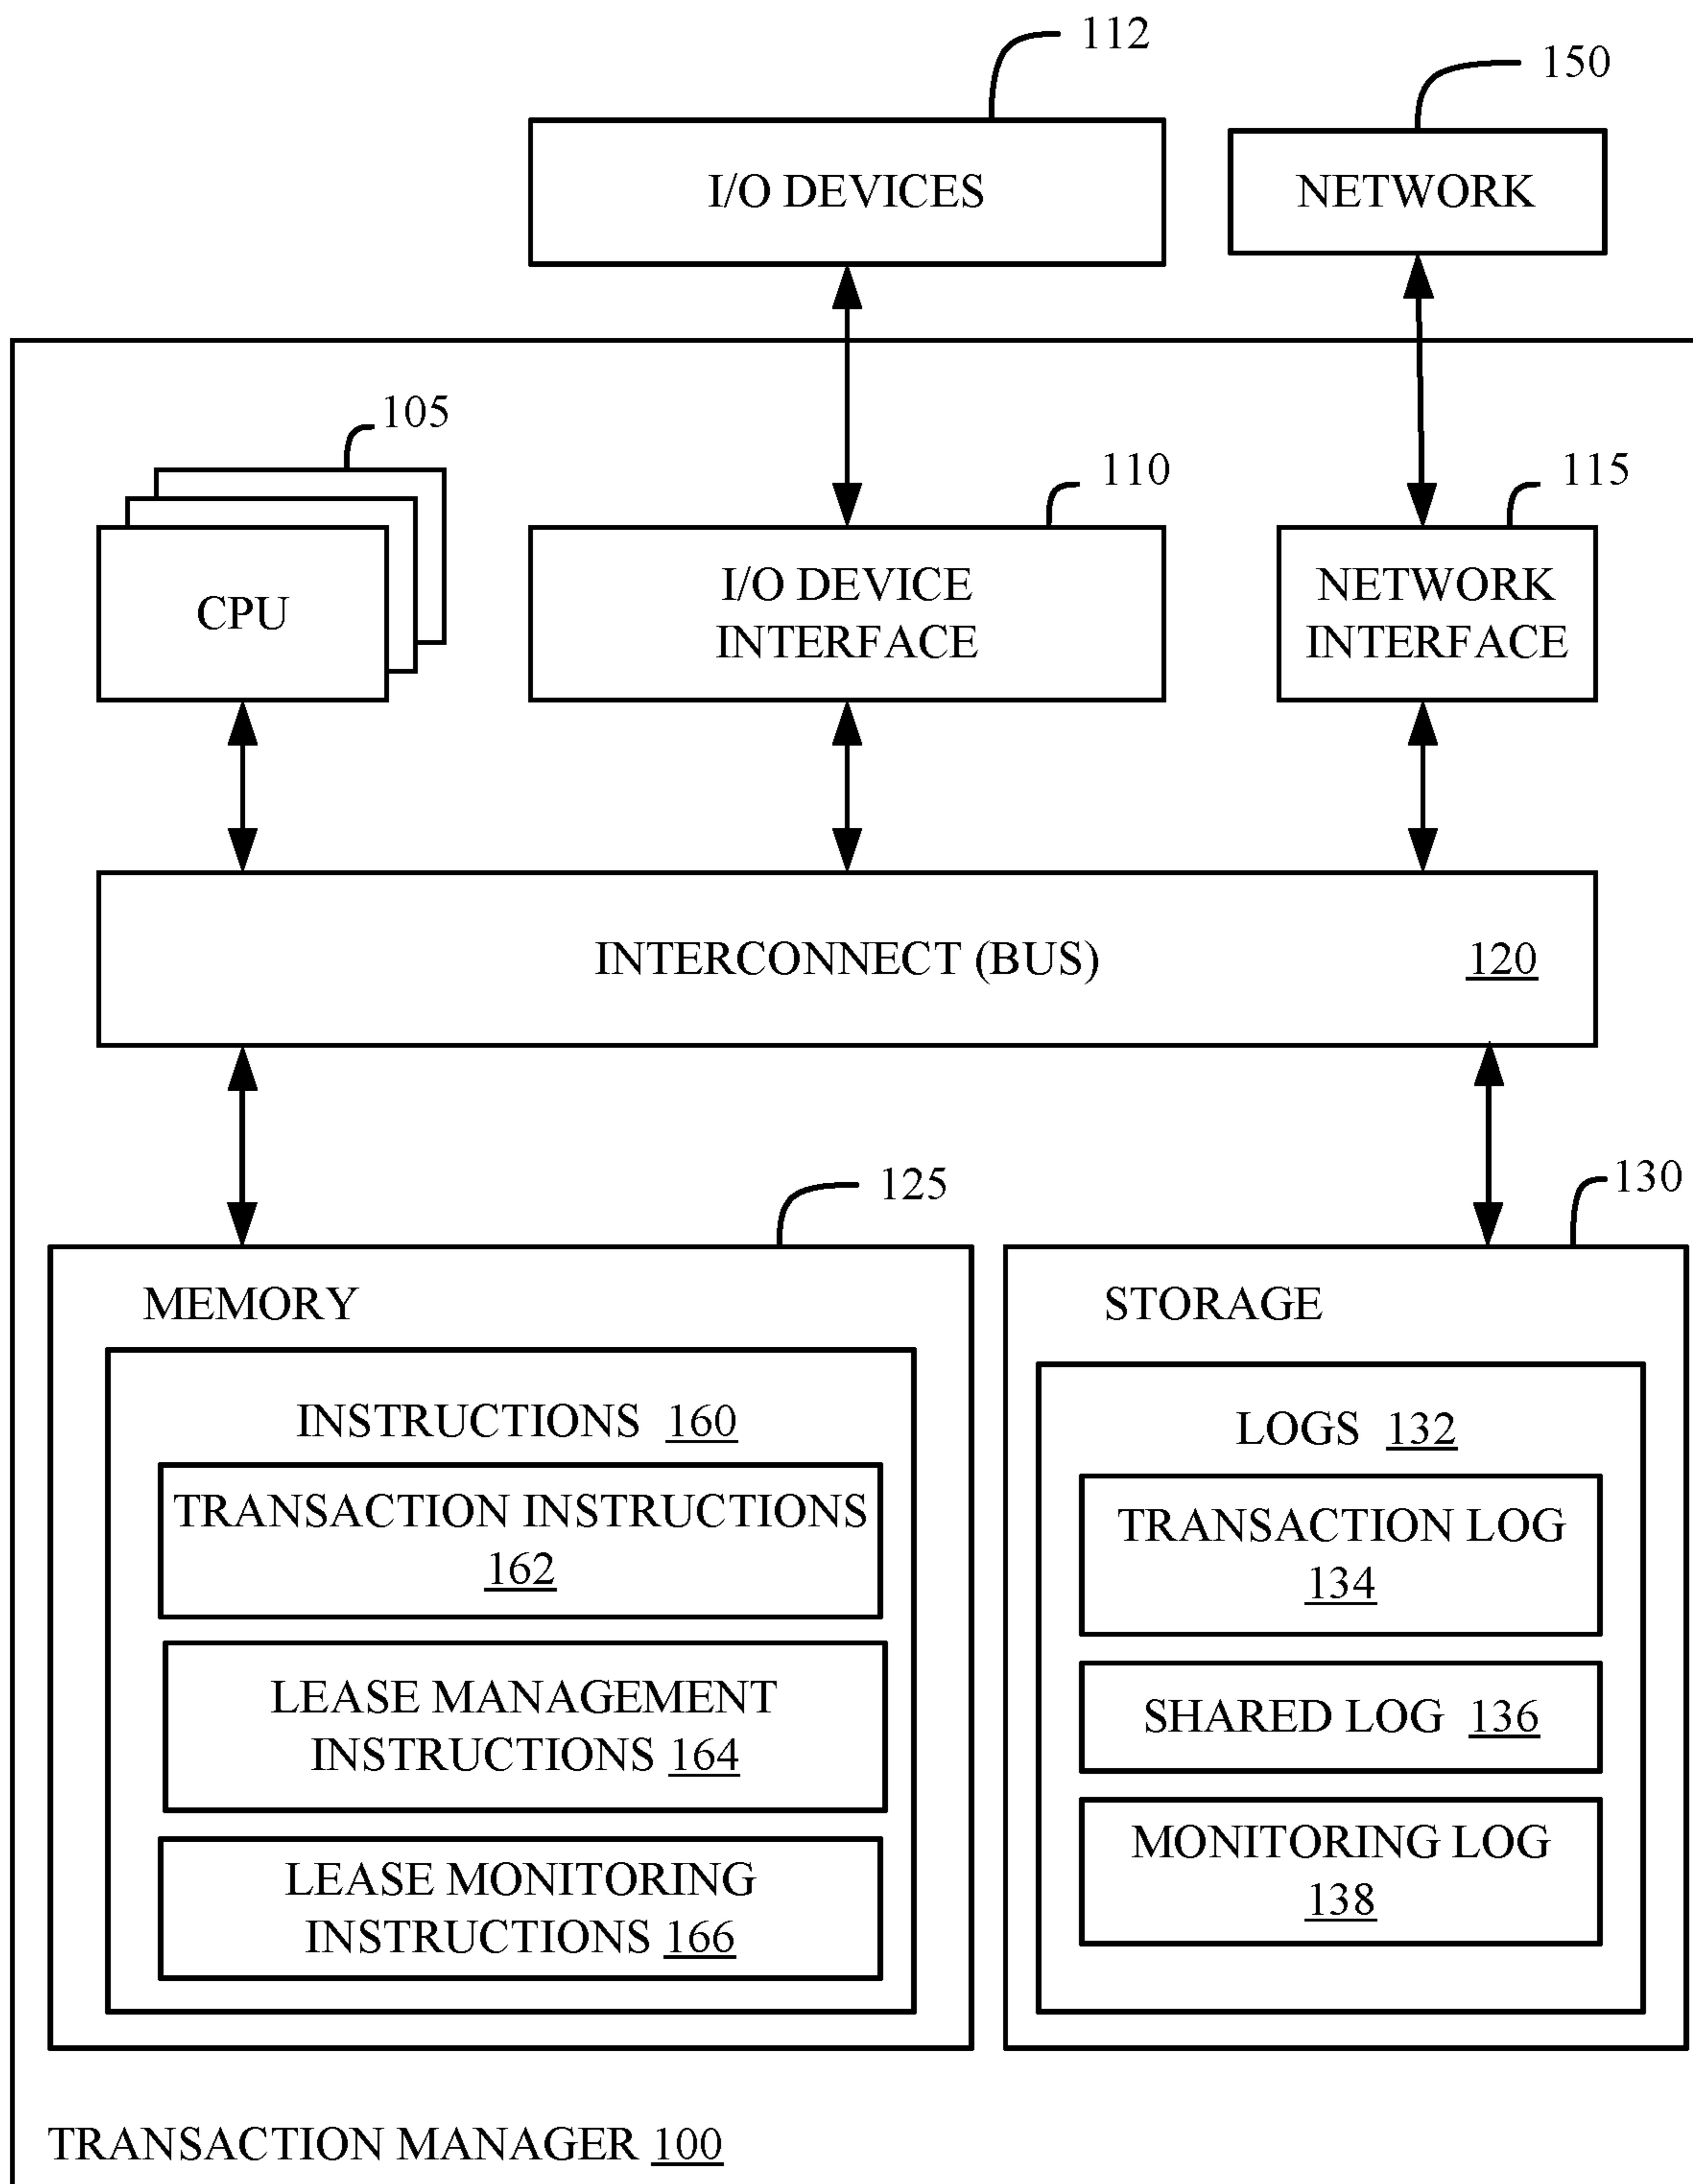 112
150
I/O DEVICES
NETWORK
105
110
115
CPU
I/O DEVICE
INTERFACE
NETWORK
INTERFACE
INTERCONNECT (BUS) 120
125
130
MEMORY
INSTRUCTIONS 160
TRANSACTION INSTRUCTIONS
162
LEASE MANAGEMENT
INSTRUCTIONS 164
LEASE MONITORING
INSTRUCTIONS 166
STORAGE
LOGS 132
TRANSACTION LOG
134
SHARED LOG 136
MONITORING LOG
138
TRANSACTION MANAGER 100